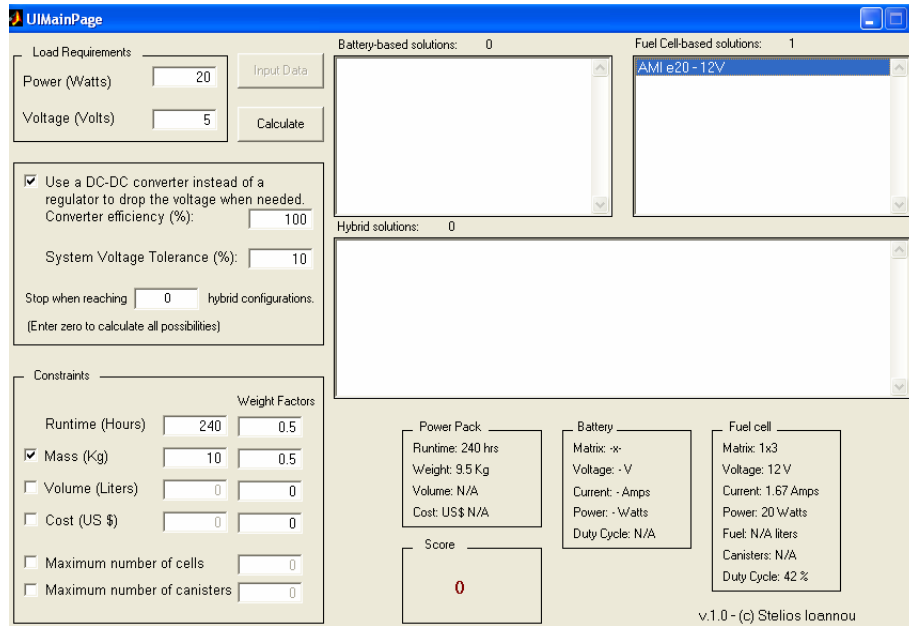 UIMainPage
Load Requirements
Power (Watts) 20
Input Data
Voltage (Volts) 5
Calculate
Use a DC-DC converter instead of a
regulator to drop the voltage when needed.
Converter efficiency (%): 100
System Voltage Tolerance (%): 10
Stop when reaching 0 hybrid configurations.
(Enter zero to calculate all possibilities)
Constraints
Weight Factors
Runtime (Hours) 240 0.5
Mass (Kg) 10 0.5
Volume (Liters) 0 0
Cost (US $) 0 0
Maximum number of cells 0
Maximum number of canisters 0
Battery-based solutions: 0
Fuel Cell-based solutions: 1
AMI e20 - 12V
Hybrid solutions: 0
Power Pack
Runtime: 240 hrs
Weight: 9.5 Kg
Volume: N/A
Cost: US$ N/A
Score
0
Battery
Matrix: -x-
Voltage: - V
Current: - Amps
Power: - Watts
Duty Cycle: N/A
Fuel cell
Matrix: 1x3
Voltage: 12 V
Current: 1.67 Amps
Power: 20 Watts
Fuel: N/A liters
Canisters: N/A
Duty Cycle: 42 %
v.1.0 - (c) Stelios Ioannou